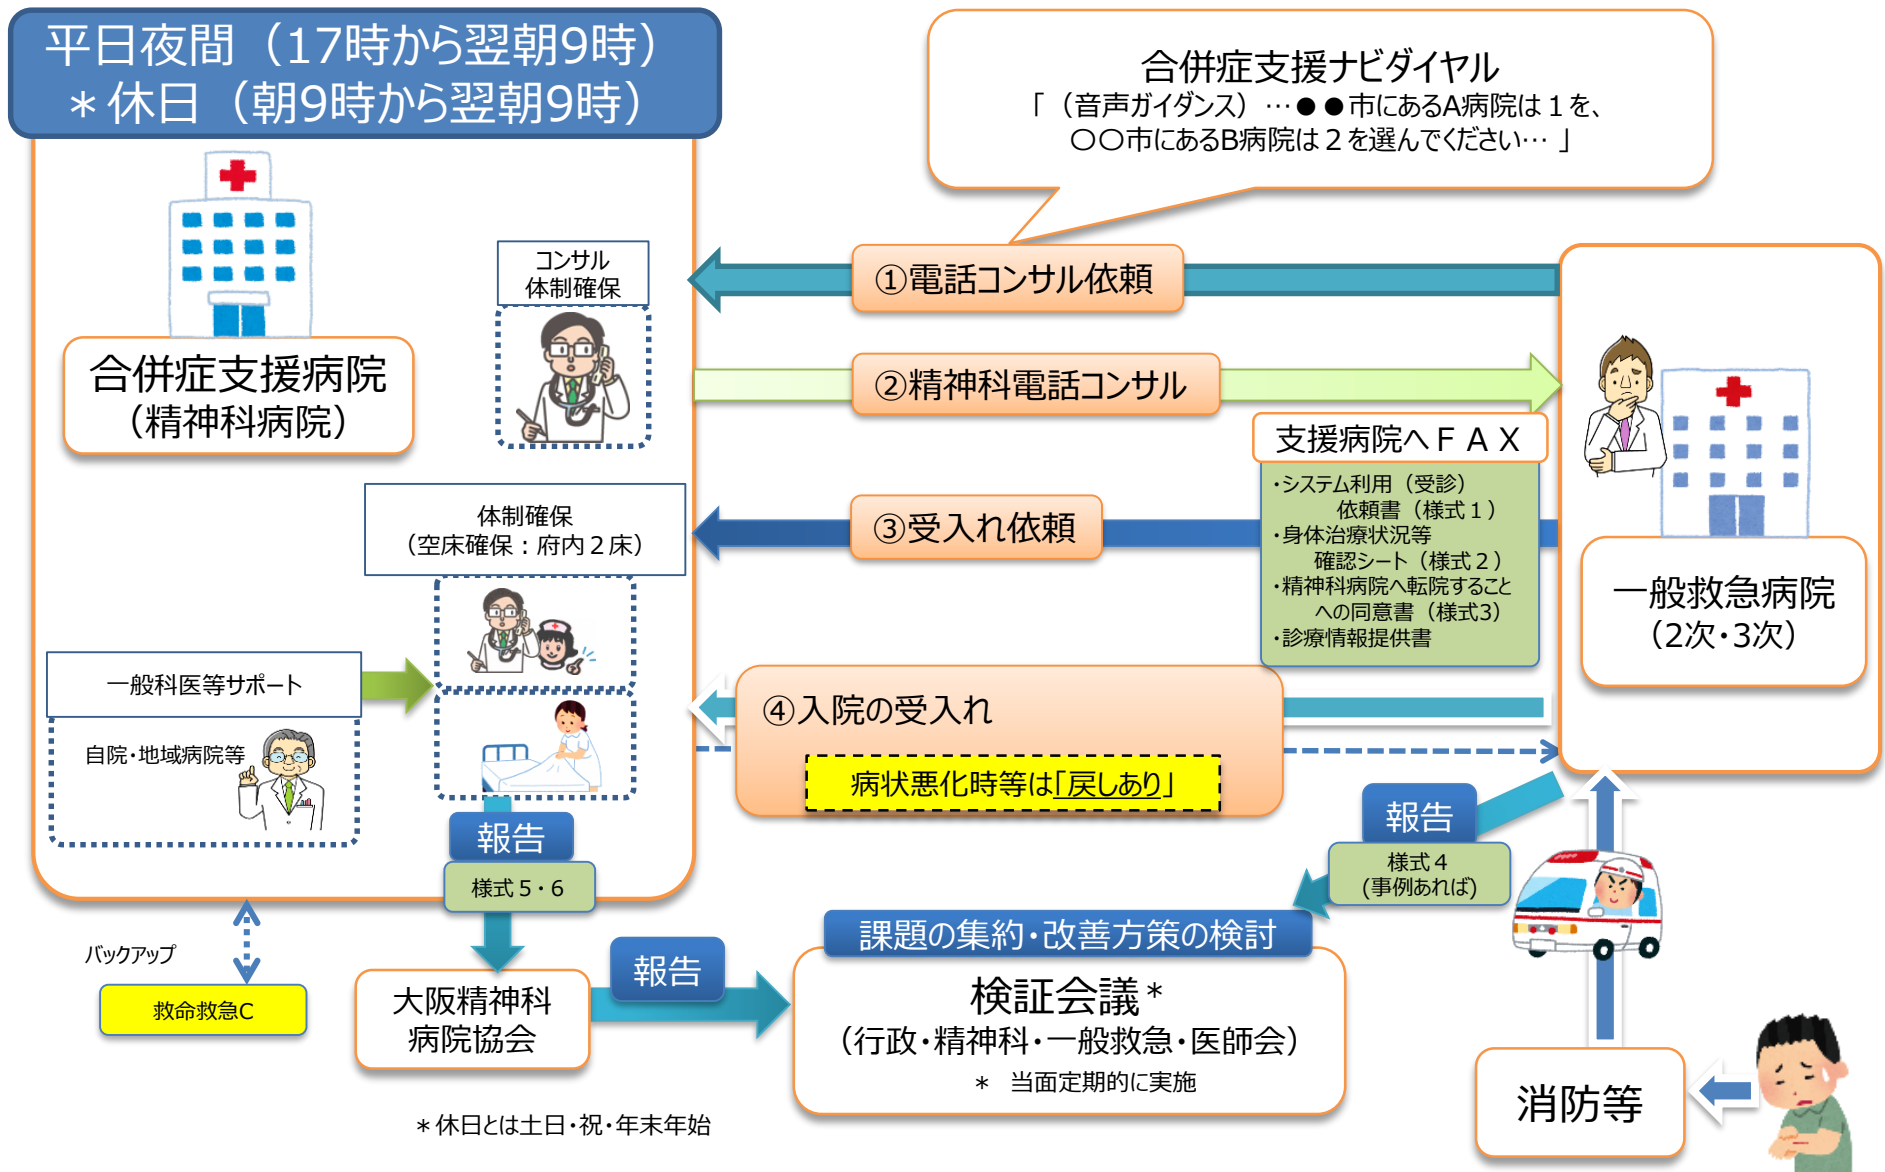 平日夜間（17時から翌朝9時）
＊休日（朝9時から翌朝9時）
合併症支援ナビダイヤル
「（音声ガイダンス）…●●市にあるA病院は１を、
〇〇市にあるB病院は２を選んでください…」
コンサル
体制確保
①電話コンサル依頼
合併症支援病院
（精神科病院）
②精神科電話コンサル
支援病院へＦＡＸ
・システム利用（受診）
依頼書（様式１）
・身体治療状況等
確認シート（様式２）
・精神科病院へ転院すること
への同意書（様式3）
・診療情報提供書
体制確保
（空床確保：府内２床）
③受入れ依頼
一般救急病院
（2次・3次）
一般科医等サポート
自院・地域病院等
④入院の受入れ
病状悪化時等は「戻しあり」
報告
様式５・６
報告
様式４
(事例あれば)
バックアップ
救命救急C
大阪精神科
病院協会
報告
課題の集約・改善方策の検討
検証会議＊
（行政・精神科・一般救急・医師会）
＊　当面定期的に実施
消防等
＊休日とは土日・祝・年末年始